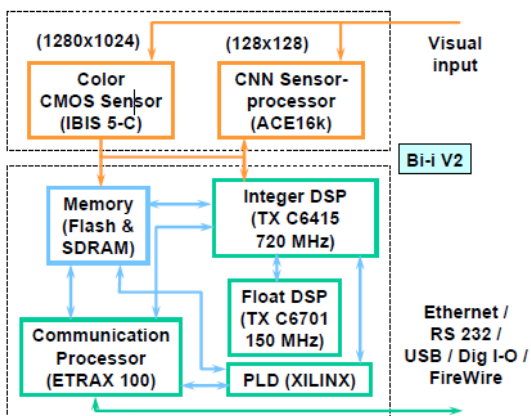 (1280x1024)
(128x128)
Visual
input
Color
CMOS Sensor
(IBIS 5-C)
CNN Sensor-
processor
(ACE16k)
Bi-i V2
Memory
(Flash &
SDRAM)
Integer DSP
(TX C6415
720 MHz)
Float DSP
(TX C6701
150 MHz)
Communication
Processor
(ETRAX 100)
PLD (XILINX)
Ethernet /
RS 232 /
USB / Dig I-O /
FireWire